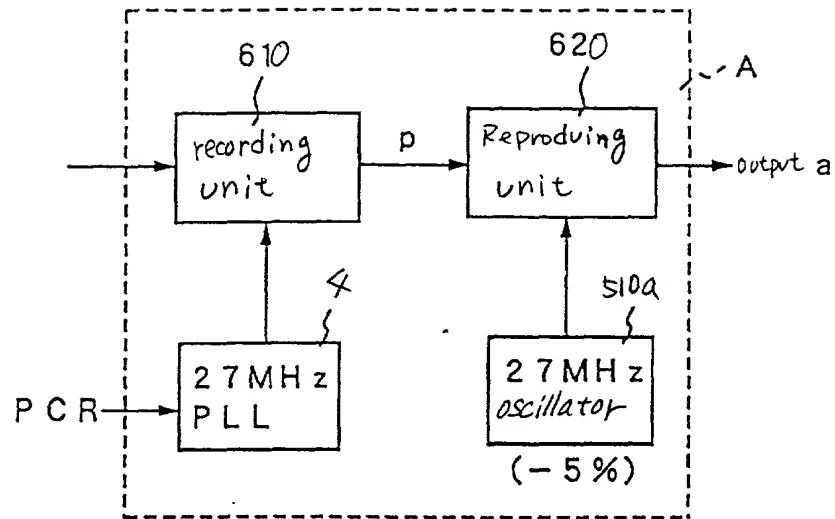 610
620
A
recording
unit
p
Reproduving
unit
output a
4
510a
PCR
27MHz
PLL
27MHz
oscillator
(-5%)